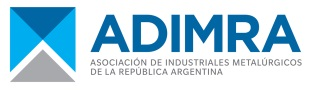 ADIMRA
ASOCIACIÓN DE INDUSTRIALES METALÚRGICOS
DE LA REPÚBLICA ARGENTINA